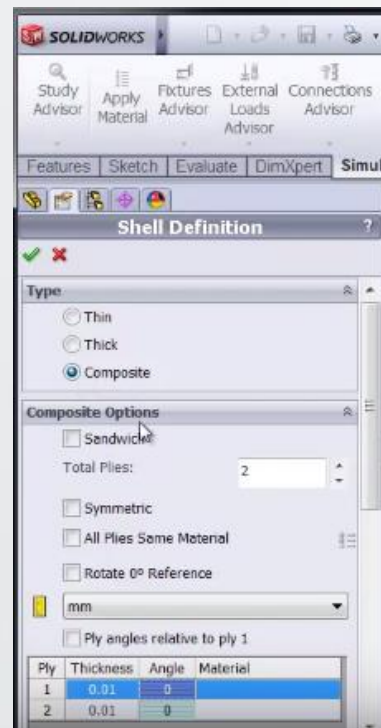 SOLIDWORKS
Study Advisor
Apply Material
Fixtures Advisor
External Loads Advisor
Connections Advisor
Features Sketch Evaluate DimXpert Simul
Shell Definition ?
Type
Thin
Thick
Composite
Composite Options
Sandwich
Total Plies: 2
Symmetric
All Plies Same Material
Rotate 0º Reference
mm
Ply angles relative to ply 1
Ply Thickness Angle Material
1 0.01 0
2 0.01 0